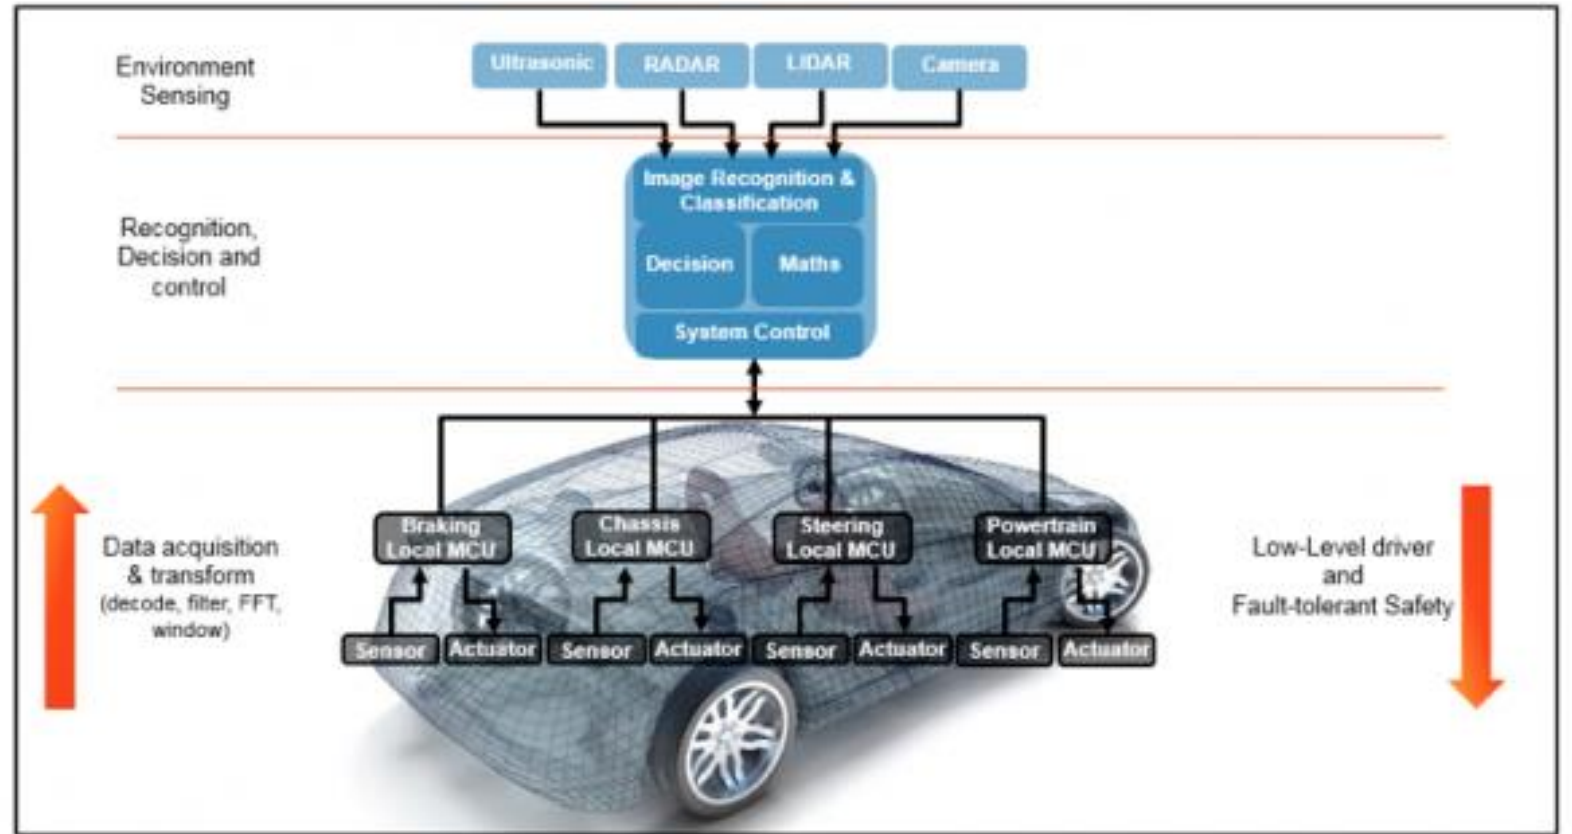 Environment
Sensing
Ultrasonic
RADAR
LIDAR
Camera
Recognition,
Decision and
control
Image Recognition &
Classification
Decision
Maths
System Control
Data acquisition
& transform
(decode, filter, FFT,
window)
Braking
Local MCU
Chassis
Local MCU
Steering
Local MCU
Powertrain
Local MCU
Sensor
Actuator
Sensor
Actuator
Sensor
Actuator
Sensor
Actuator
Low-Level driver
and
Fault-tolerant Safety